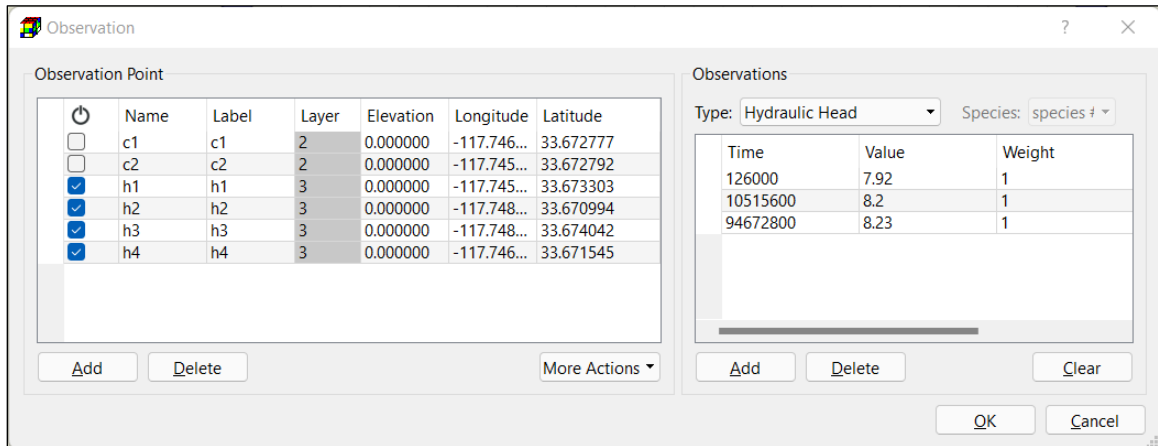 Observation ?
Observation Point
Name Label Layer Elevation Longitude Latitude
c1 c1 2 0.000000 -117.746... 33.672777
c2 c2 2 0.000000 -117.745... 33.672792
h1 h1 3 0.000000 -117.745... 33.673303
h2 h2 3 0.000000 -117.748... 33.670994
h3 h3 3 0.000000 -117.748... 33.674042
h4 h4 3 0.000000 -117.746... 33.671545
Add Delete More Actions
Observations
Type: Hydraulic Head Species: species #
Time Value Weight
126000 7.92 1
10515600 8.2 1
94672800 8.23 1
Add Delete Clear
OK Cancel